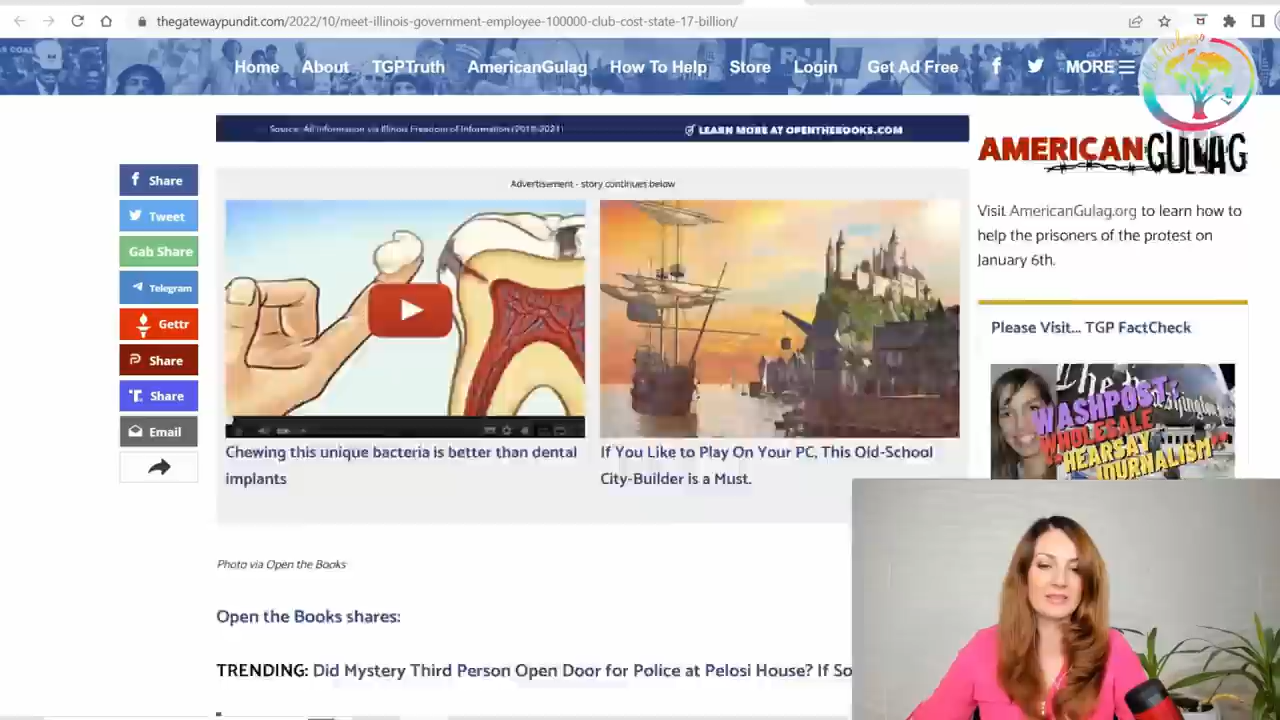 thegatewaypundit.com/2022/10/meet-illinois-government-employee-100000-club-cost-state-17-billion/
Home About TGPTruth AmericanGulag How To Help Store Login Get Ad Free MORE
Source: All information via Illinois Freedom of Information (2019-2021)
LEARN MORE AT OPENTHEBOOKS.COM
AMERICAN GULAG
Share
Tweet
Gab Share
Telegram
Gettr
Share
Share
Email
Advertisement - story continues below
Chewing this unique bacteria is better than dental
implants
If You Like to Play On Your PC, This Old-School
City-Builder is a Must.
Visit AmericanGulag.org to learn how to
help the prisoners of the protest on
January 6th.
Please Visit... TGP FactCheck
WASHPOST:
WHOLESALE
"HEARSAY
JOURNALISM"
Photo via Open the Books
Open the Books shares:
TRENDING: Did Mystery Third Person Open Door for Police at Pelosi House? If So